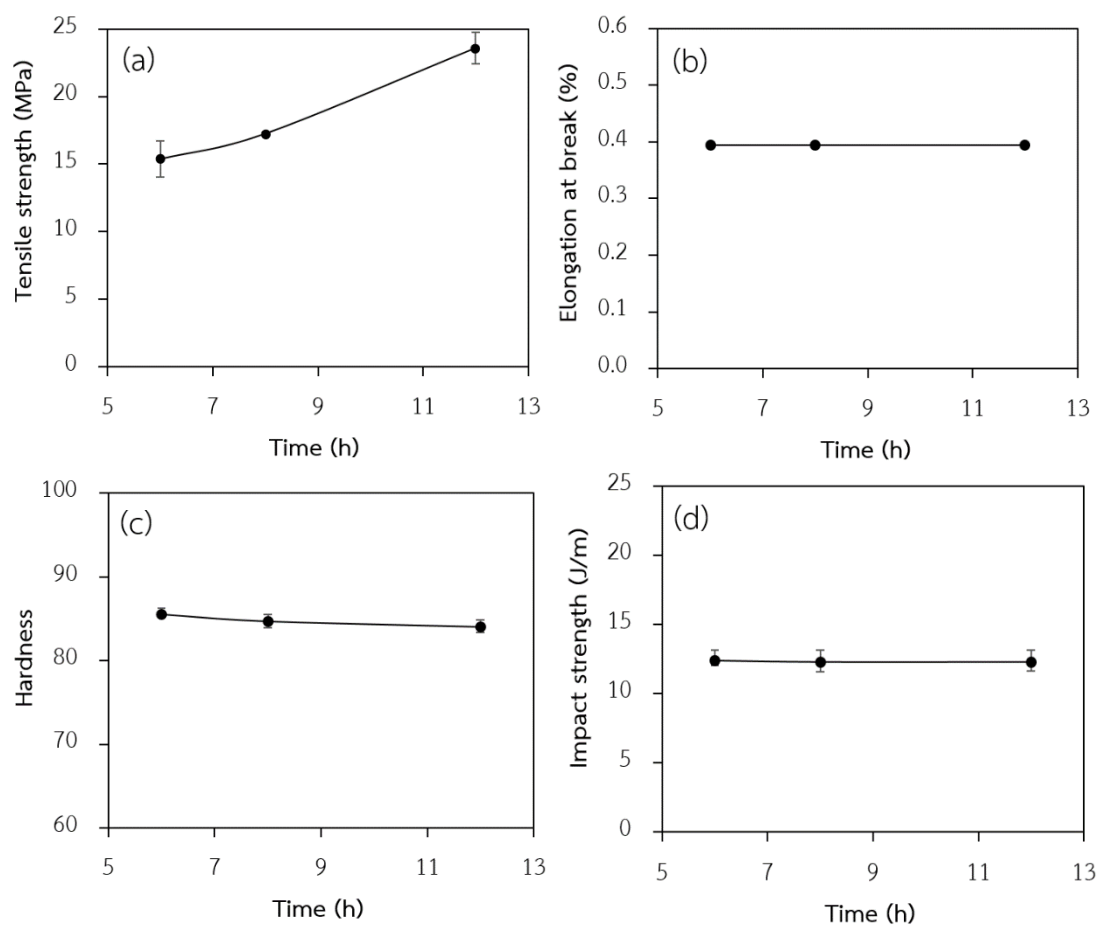 (a)
Tensile strength (MPa)
25
20
15
10
5
0
5 7 9 11 13
Time (h)
(b)
Elongation at break (%)
0.6
0.5
0.4
0.3
0.2
0.1
0.0
5 7 9 11 13
Time (h)
(c)
Hardness
100
90
80
70
60
5 7 9 11 13
Time (h)
(d)
Impact strength (J/m)
25
20
15
10
5
0
5 7 9 11 13
Time (h)